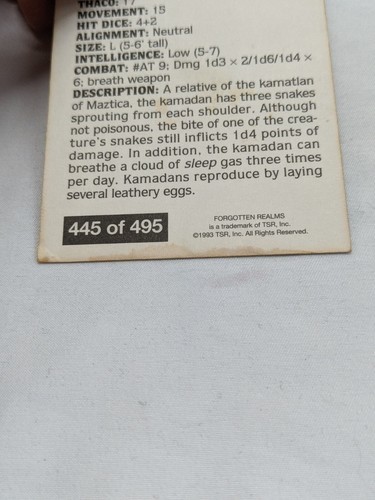 THACO: 17
MOVEMENT: 15
HIT DICE: 4+2
ALIGNMENT: Neutral
SIZE: L (5-6' tall)
INTELLIGENCE: Low (5-7)
COMBAT: #AT 9; Dmg 1d3 × 2/1d6/1d4 ×
6; breath weapon
DESCRIPTION: A relative of the kamatlan
of Maztica, the kamadan has three snakes
sprouting from each shoulder. Although
not poisonous, the bite of one of the crea-
ture's snakes still inflicts 1d4 points of
damage. In addition, the kamadan can
breathe a cloud of sleep gas three times
per day. Kamadans reproduce by laying
several leathery eggs.
445 of 495
FORGOTTEN REALMS
is a trademark of TSR, Inc.
©1993 TSR, Inc. All Rights Reserved.